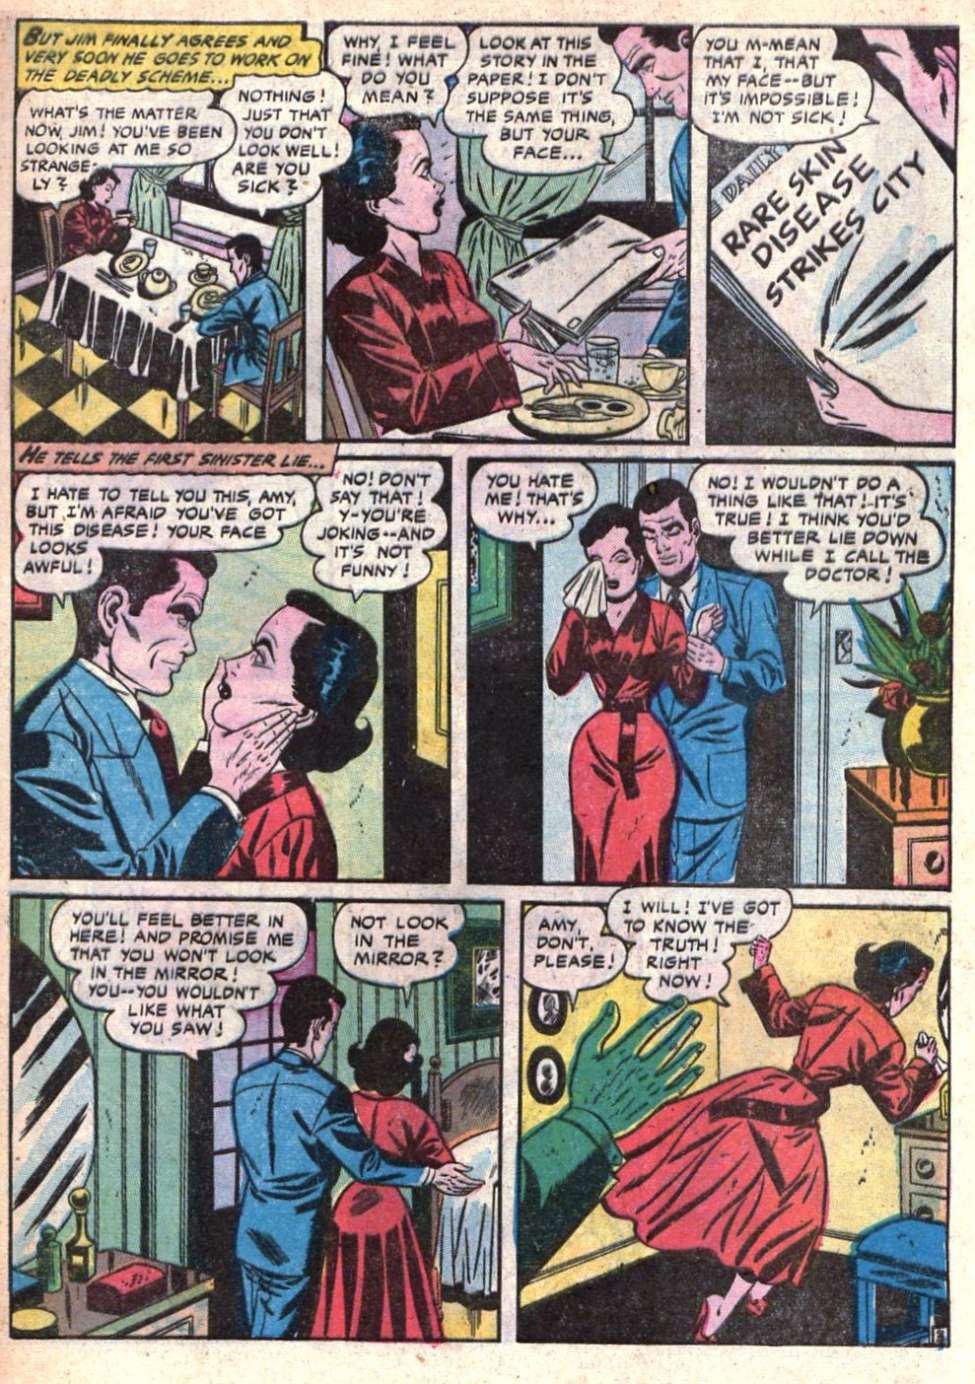 BUT JIM FINALLY AGREES AND
VERY SOON HE GOES TO WORK ON
THE DEADLY SCHEME...
WHAT'S THE MATTER
NOW, JIM! YOU'VE BEEN
LOOKING AT ME SO
STRANGE-
LY?
NOTHING!
JUST THAT
YOU DON'T
LOOK WELL!
ARE YOU
SICK?
WHY, I FEEL
FINE! WHAT
DO YOU
MEAN?
LOOK AT THIS
STORY IN THE
PAPER! I DON'T
SUPPOSE IT'S
THE SAME THING,
BUT YOUR
FACE...
YOU M-MEAN
THAT I, THAT
MY FACE--BUT
IT'S IMPOSSIBLE!
I'M NOT SICK!
DAILY
RARE SKIN
DISEASE
STRIKES CITY
HE TELLS THE FIRST SINISTER LIE...
I HATE TO TELL YOU THIS, AMY,
BUT I'M AFRAID YOU'VE GOT
THIS DISEASE! YOUR FACE
LOOKS
AWFUL!
NO! DON'T
SAY THAT!
Y-YOU'RE
JOKING--AND
IT'S NOT
FUNNY!
YOU HATE
ME! THAT'S
WHY...
NO! I WOULDN'T DO A
THING LIKE THAT! IT'S
TRUE! I THINK YOU'D
BETTER LIE DOWN
WHILE I CALL THE
DOCTOR!
YOU'LL FEEL BETTER IN
HERE! AND PROMISE ME
THAT YOU WON'T LOOK
IN THE MIRROR!
YOU--YOU WOULDN'T
LIKE WHAT
YOU SAW!
NOT LOOK
IN THE
MIRROR?
AMY,
DON'T,
PLEASE!
I WILL! I'VE GOT
TO KNOW THE
TRUTH!
RIGHT
NOW!